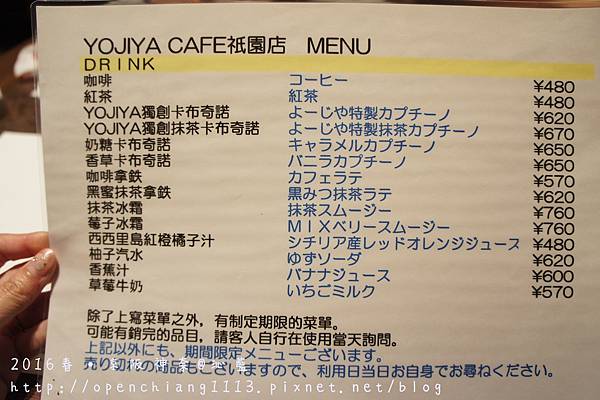 YOJIYA CAFE祇園店 MENU
DRINK
咖啡 コーヒー ¥480
紅茶 紅茶 ¥480
YOJIYA獨創卡布奇諾 よーじや特製カプチーノ ¥620
YOJIYA獨創抹茶卡布奇諾 よーじや特製抹茶カプチーノ ¥670
奶糖卡布奇諾 キャラメルカプチーノ ¥650
香草卡布奇諾 バニラカプチーノ ¥650
咖啡拿鉄 カフェラテ ¥570
黑蜜抹茶拿鉄 黒みつ抹茶ラテ ¥620
抹茶冰霜 抹茶スムージー ¥760
莓子冰霜 MIXベリースムージー ¥760
西西里島紅橙橘子汁 シチリア産レッドオレンジジュース ¥480
柚子汽水 ゆずソーダ ¥620
香蕉汁 バナナジュース ¥600
草莓牛奶 いちごミルク ¥570
除了上寫菜單之外，有制定期限的菜單。
可能有銷完的品目，請客人自行在使用當天詢問。
上記以外にも、期間限定メニューございます。
売り切れの商品もございますので、利用日当日お自身でお尋ねください。
2016春
http://openchiang1113.pixnet.net/blog